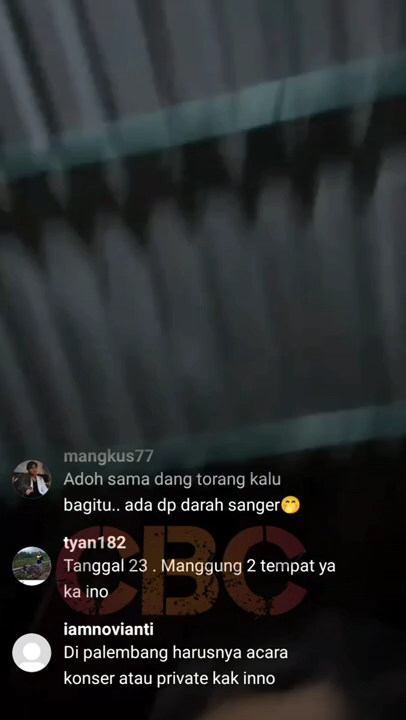 mangkus77
Adoh sama dang torang kalu
bagitu.. ada dp darah sanger🤭
CBC
tyan182
Tanggal 23 . Manggung 2 tempat ya
ka ino
iamnovianti
Di palembang harusnya acara
konser atau private kak inno